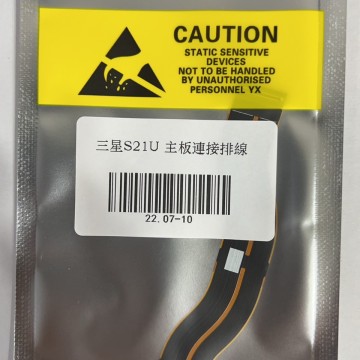 CAUTION
STATIC SENSITIVE
DEVICES
NOT TO BE HANDLED
BY UNAUTHORISED
PERSONNEL YX
三星S21U 主板連接排線
22.07-10